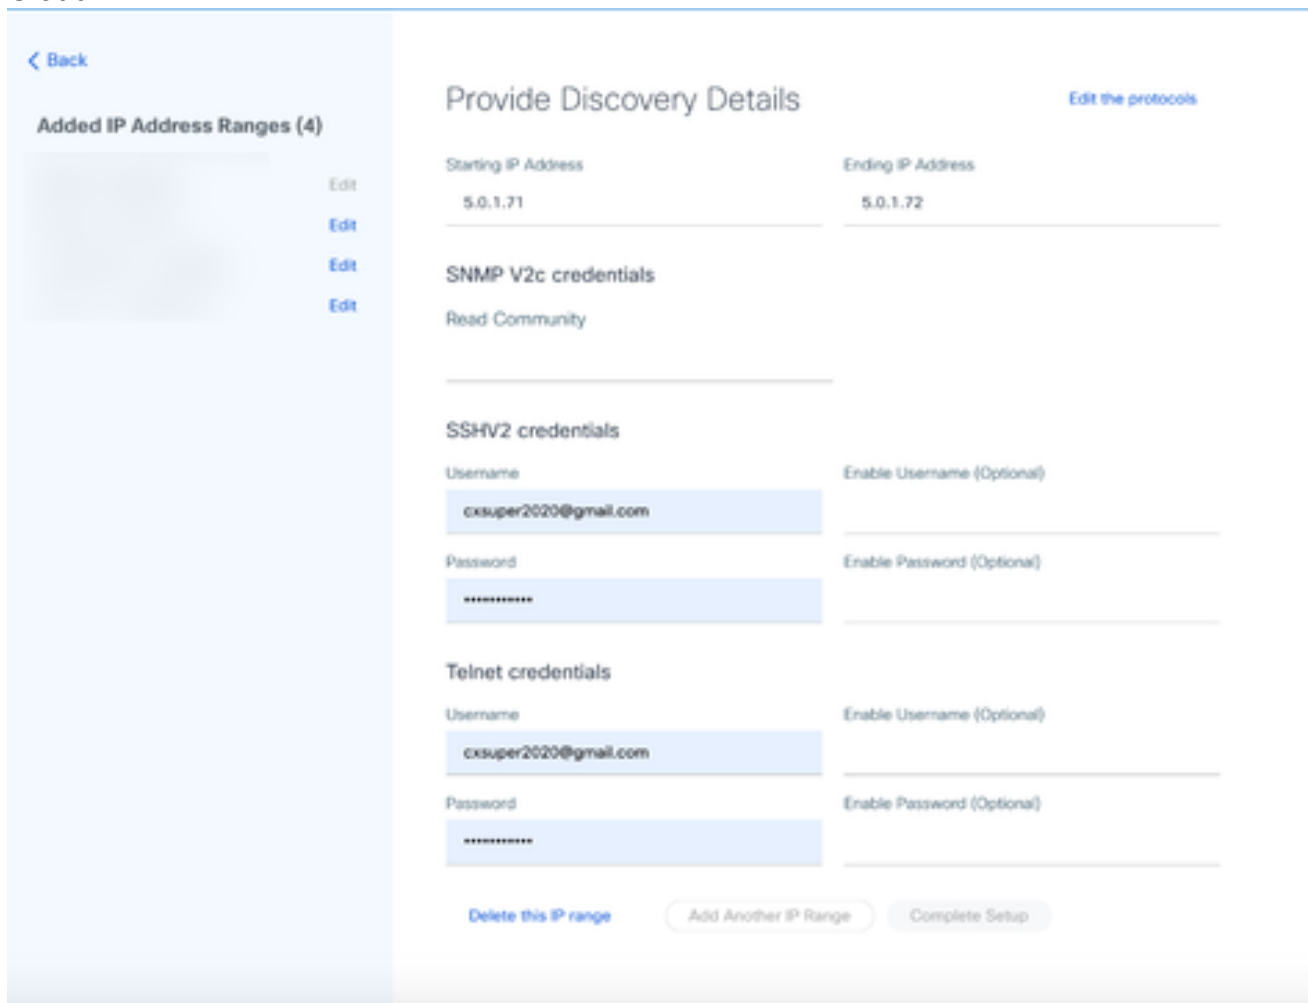 Back
Added IP Address Ranges (4)
Edit
Edit
Edit
Edit
Provide Discovery Details
Edit the protocols
Starting IP Address
Ending IP Address
5.0.1.71
5.0.1.72
SNMP V2c credentials
Read Community
SSHV2 credentials
Username
Enable Username (Optional)
cxsuper2020@gmail.com
Password
Enable Password (Optional)
••••••••••••
Telnet credentials
Username
Enable Username (Optional)
cxsuper2020@gmail.com
Password
Enable Password (Optional)
••••••••••••
Delete this IP range
Add Another IP Range
Complete Setup